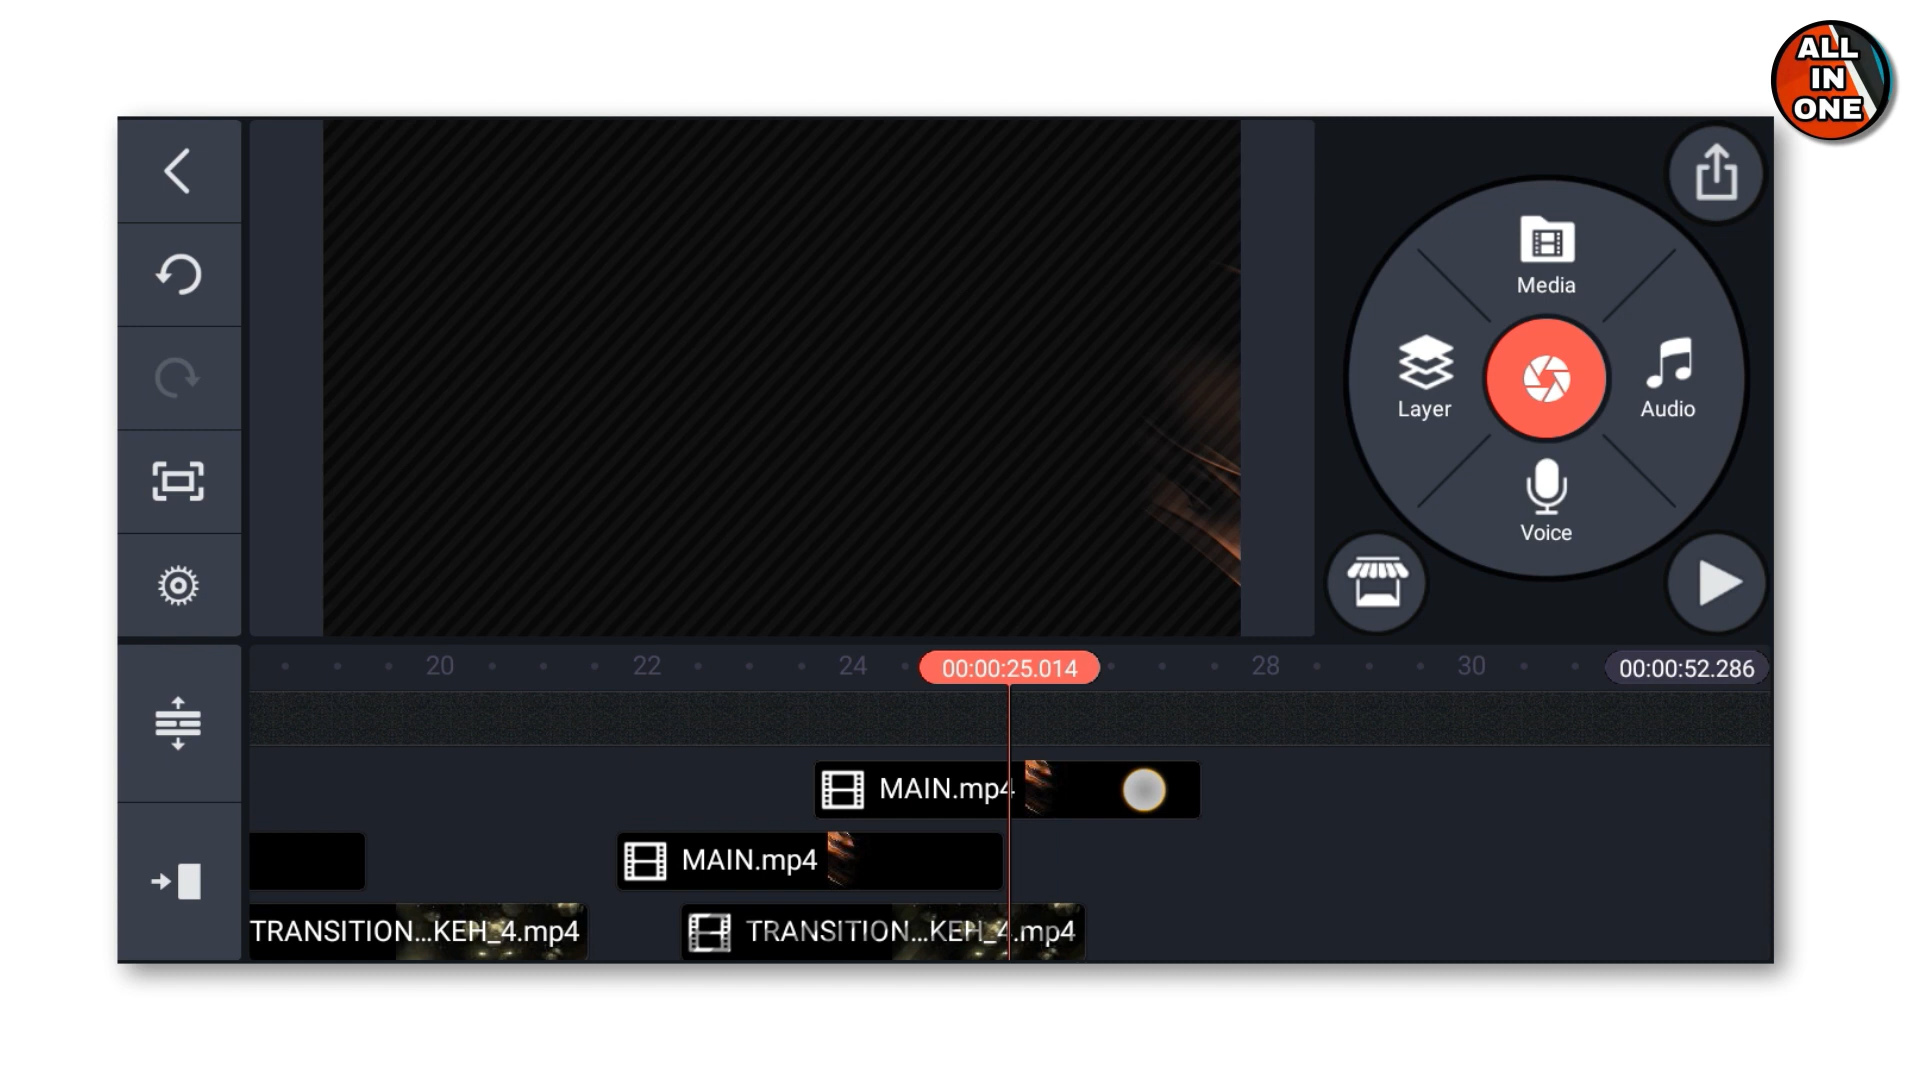 ALL
IN
ONE
Media
Layer
Audio
Voice
20
22
24
00:00:25.014
28
30
00:00:52.286
MAIN.mp4
MAIN.mp4
TRANSITION...KEH_4.mp4
TRANSITION...KEH_4.mp4